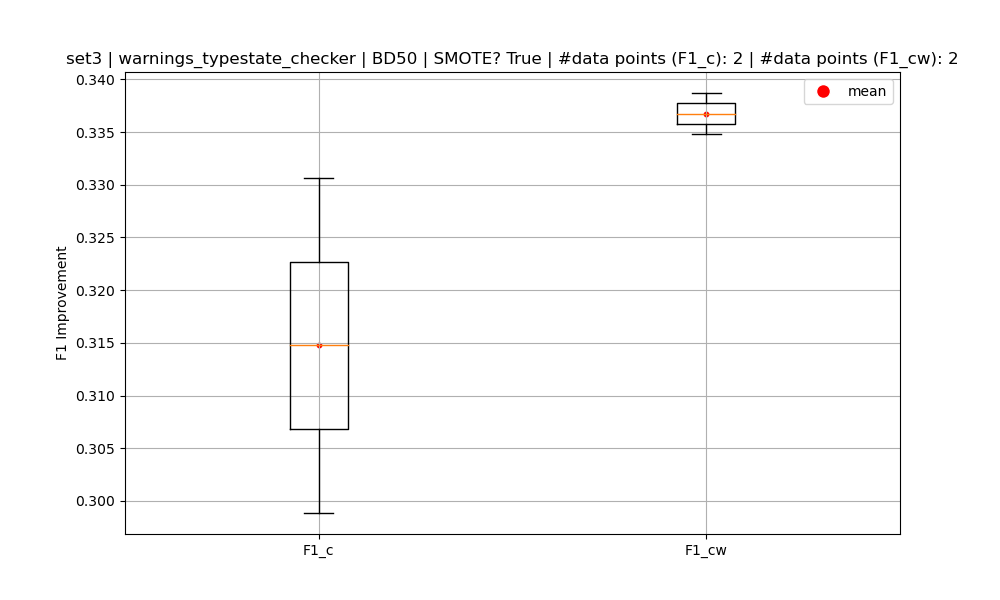 set3 | warnings_typestate_checker | BD50 | SMOTE? True | #data points (F1_c): 2 | #data points (F1_cw): 2
mean
0.340
0.335
0.330
0.325
0.320
0.315
0.310
0.305
0.300
F1 Improvement
F1_c
F1_cw